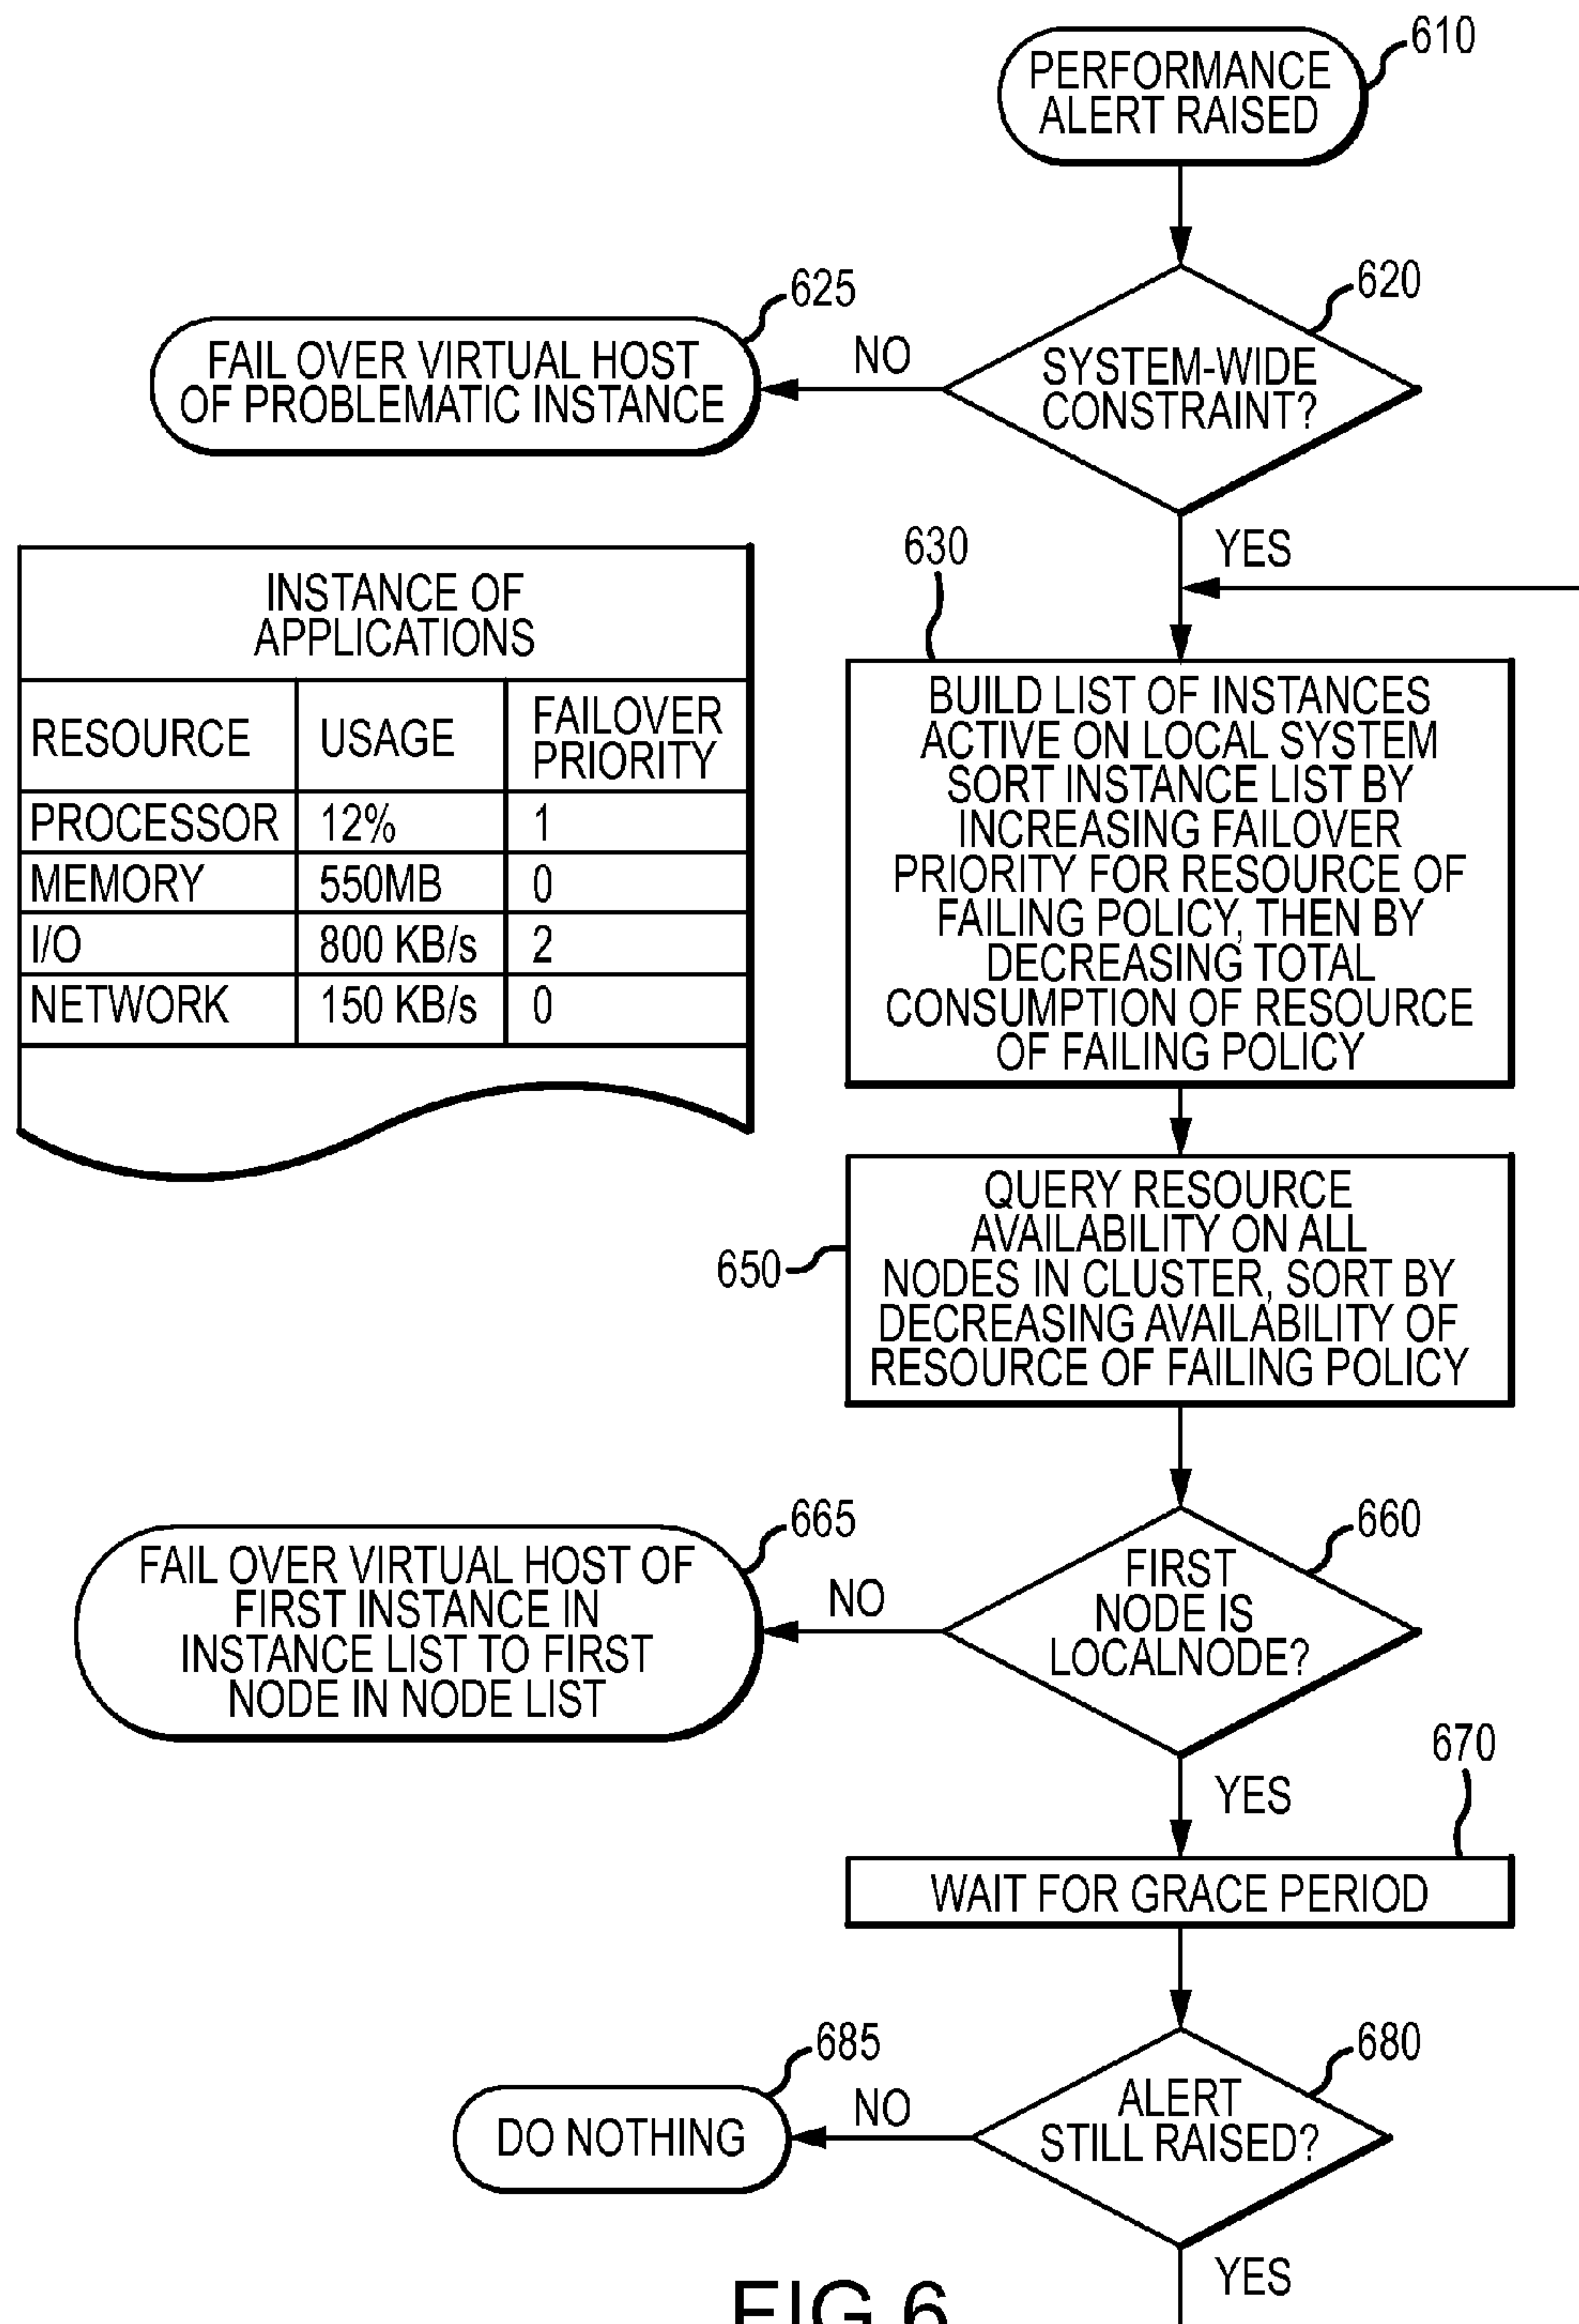 610
PERFORMANCE
ALERT RAISED
620
SYSTEM-WIDE
CONSTRAINT?
NO
625
FAIL OVER VIRTUAL HOST
OF PROBLEMATIC INSTANCE
YES
INSTANCE OF
APPLICATIONS
RESOURCE USAGE FAILOVER PRIORITY
PROCESSOR 12% 1
MEMORY 550MB 0
I/O 800 KB/s 2
NETWORK 150 KB/s 0
630
BUILD LIST OF INSTANCES
ACTIVE ON LOCAL SYSTEM
SORT INSTANCE LIST BY
INCREASING FAILOVER
PRIORITY FOR RESOURCE OF
FAILING POLICY, THEN BY
DECREASING TOTAL
CONSUMPTION OF RESOURCE
OF FAILING POLICY
650
QUERY RESOURCE
AVAILABILITY ON ALL
NODES IN CLUSTER, SORT BY
DECREASING AVAILABILITY OF
RESOURCE OF FAILING POLICY
660
FIRST
NODE IS
LOCALNODE?
NO
665
FAIL OVER VIRTUAL HOST OF
FIRST INSTANCE IN
INSTANCE LIST TO FIRST
NODE IN NODE LIST
YES
670
WAIT FOR GRACE PERIOD
680
ALERT
STILL RAISED?
NO
685
DO NOTHING
YES
FIG 6